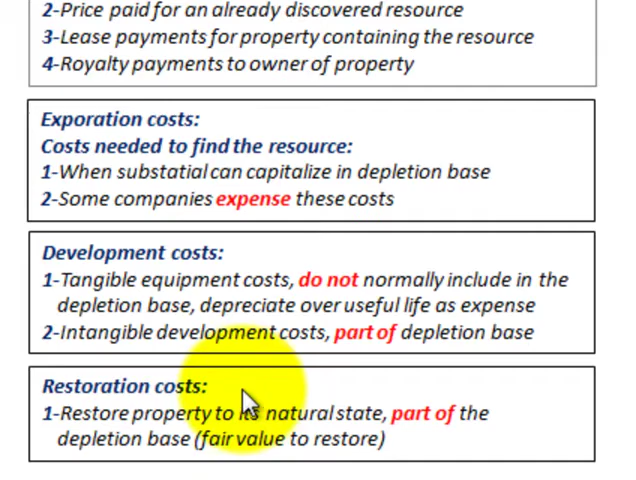 2-Price paid for an already discovered resource
3-Lease payments for property containing the resource
4-Royalty payments to owner of property
Exporation costs:
Costs needed to find the resource:
1-When substatial can capitalize in depletion base
2-Some companies expense these costs
Development costs:
1-Tangible equipment costs, do not normally include in the
depletion base, depreciate over useful life as expense
2-Intangible development costs, part of depletion base
Restoration costs:
1-Restore property to its natural state, part of the
depletion base (fair value to restore)